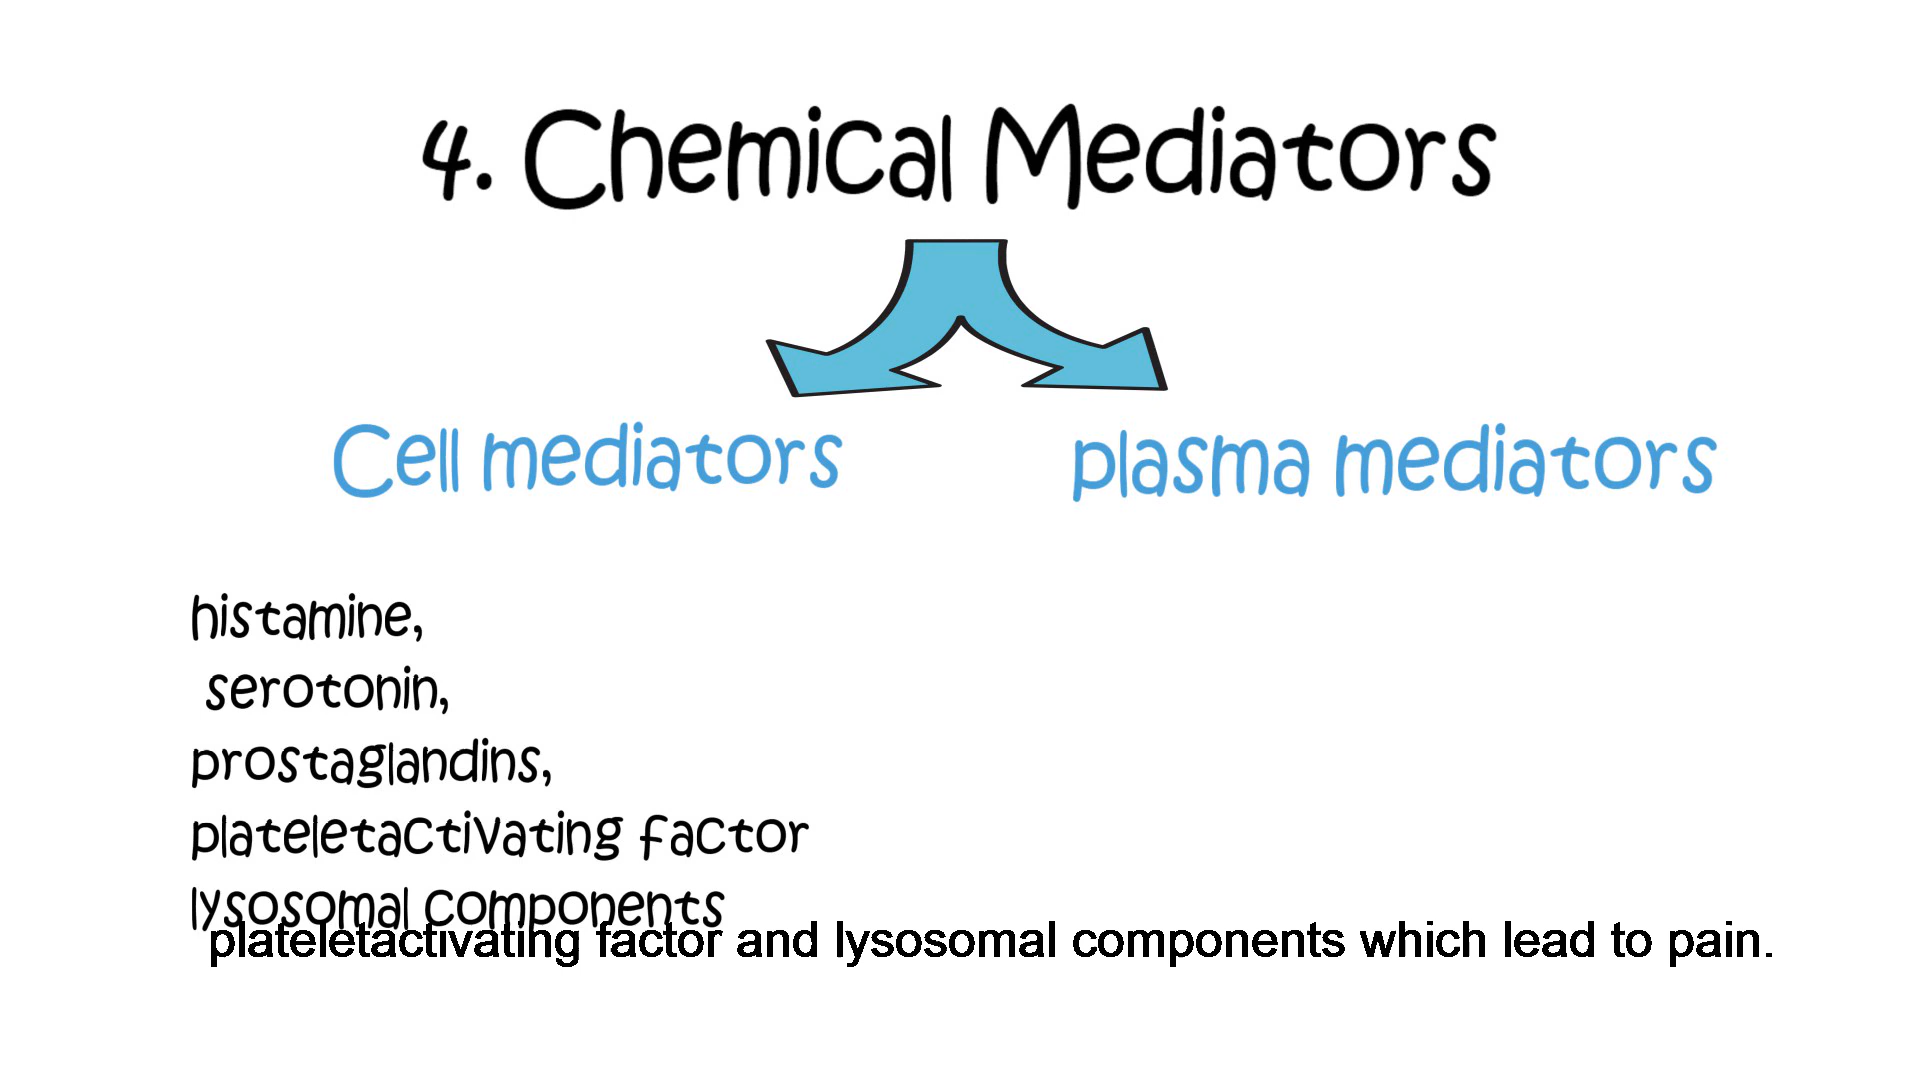 4. Chemical Mediators
Cell mediators
plasma mediators
histamine,
serotonin,
prostaglandins,
plateletactivating factor
lysosomal components
plateletactivating factor and lysosomal components which lead to pain.